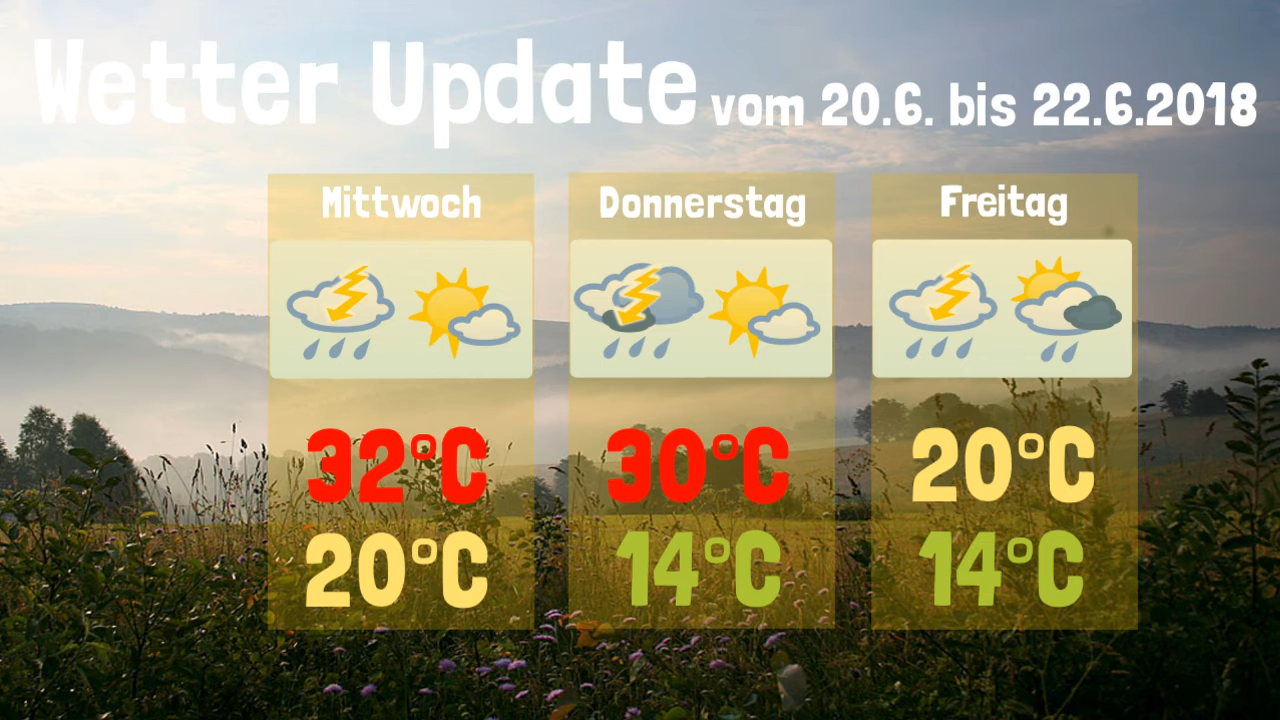 Wetter Update vom 20.6. bis 22.6.2018
Mittwoch Donnerstag Freitag
32°C 30°C 20°C
20°C 14°C 14°C